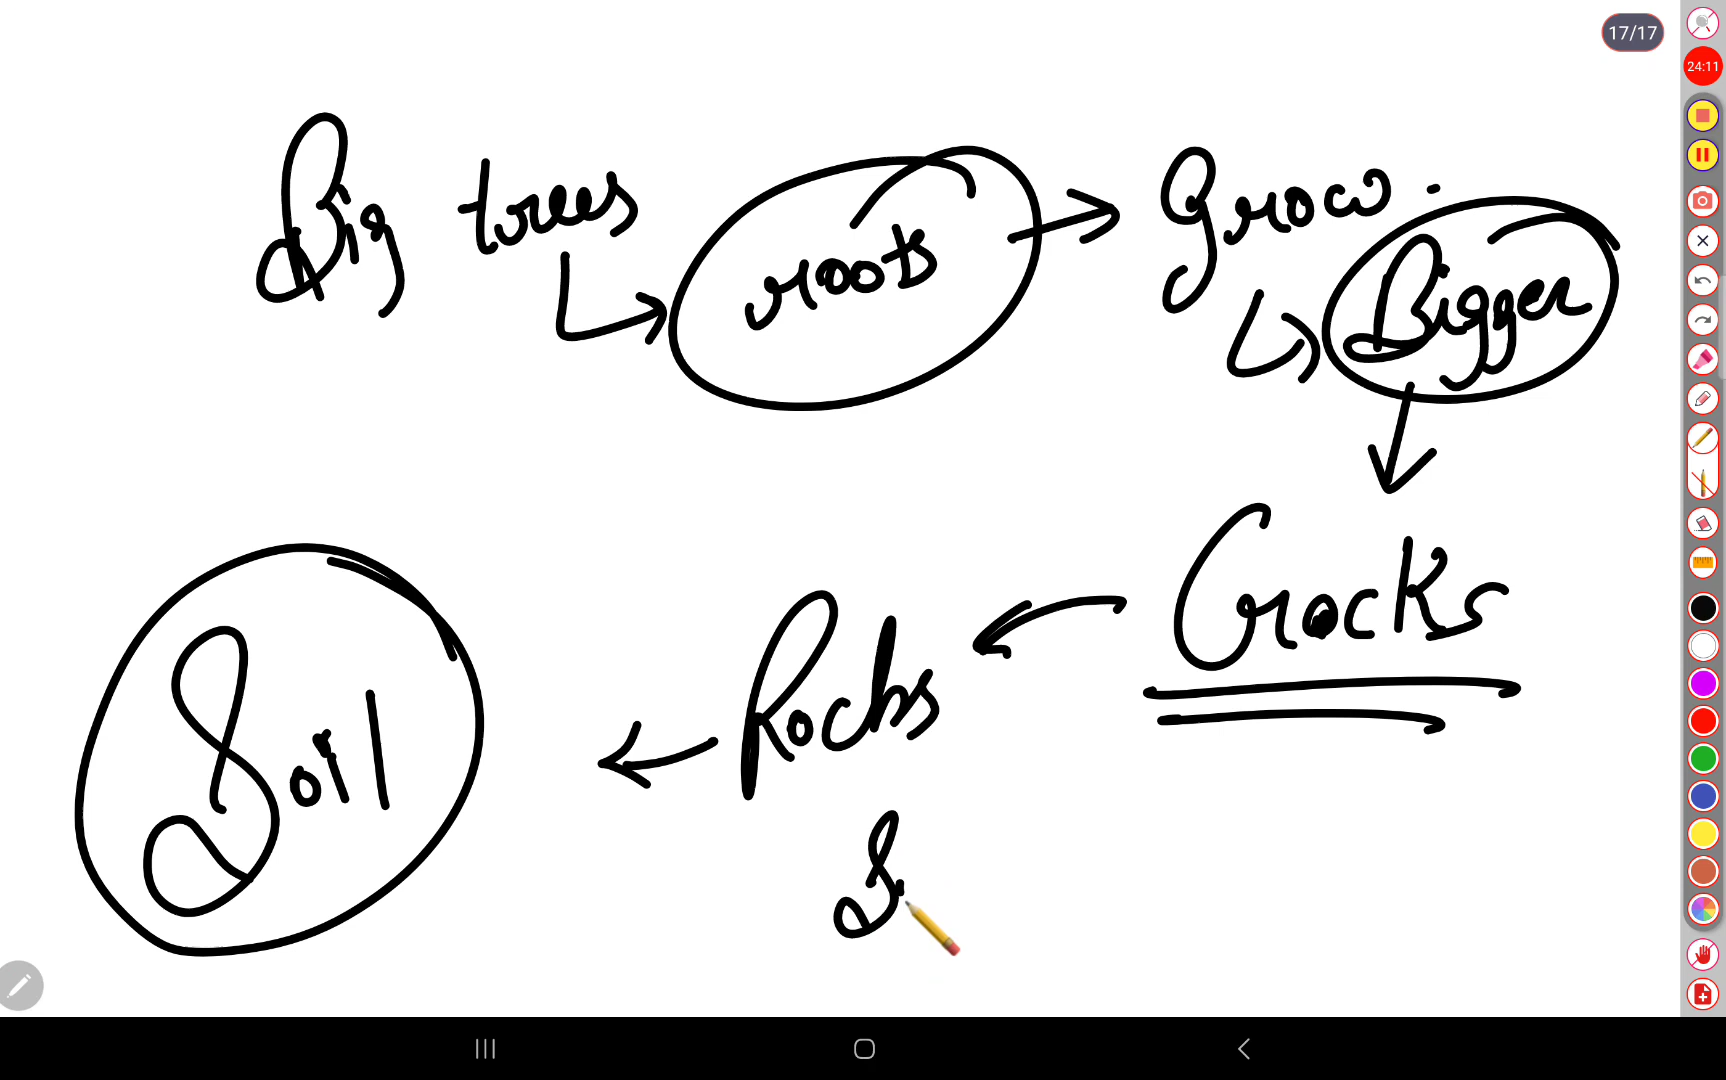 17/17
24:11
Big trees roots Grow.
Bigger
Cracks
Rocks
Soil
S